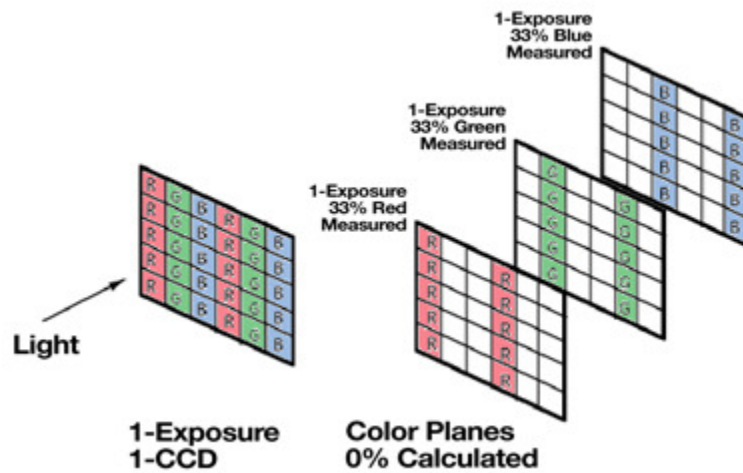 1-Exposure
33% Blue
Measured
B B
B B
B B
B B
B B
1-Exposure
33% Green
Measured
G G
G G
G G
G G
G G
1-Exposure
33% Red
Measured
R R
R R
R R
R R
R R
R G B R G B
R G B R G B
R G B R G B
R G B R G B
R G B R G B
Light
1-Exposure
1-CCD
Color Planes
0% Calculated